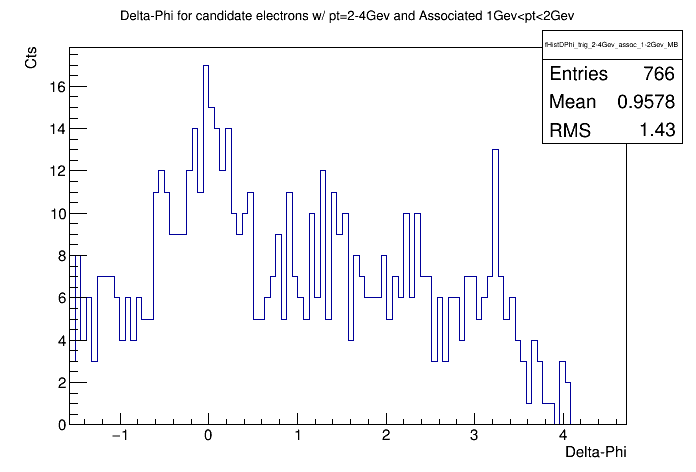 Delta-Phi for candidate electrons w/ pt=2-4Gev and Associated 1Gev<pt<2Gev
fHistDPhi_trig_2-4Gev_assoc_1-2Gev_MB
Entries 766
Mean 0.9578
RMS 1.43
Cts
16
14
12
10
8
6
4
2
0
−1 0 1 2 3 4
Delta-Phi